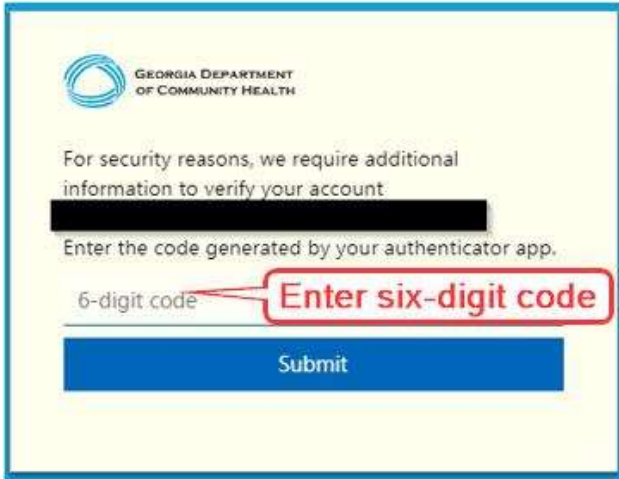 GEORGIA DEPARTMENT
OF COMMUNITY HEALTH
For security reasons, we require additional
information to verify your account
Enter the code generated by your authenticator app.
6-digit code
Enter six-digit code
Submit